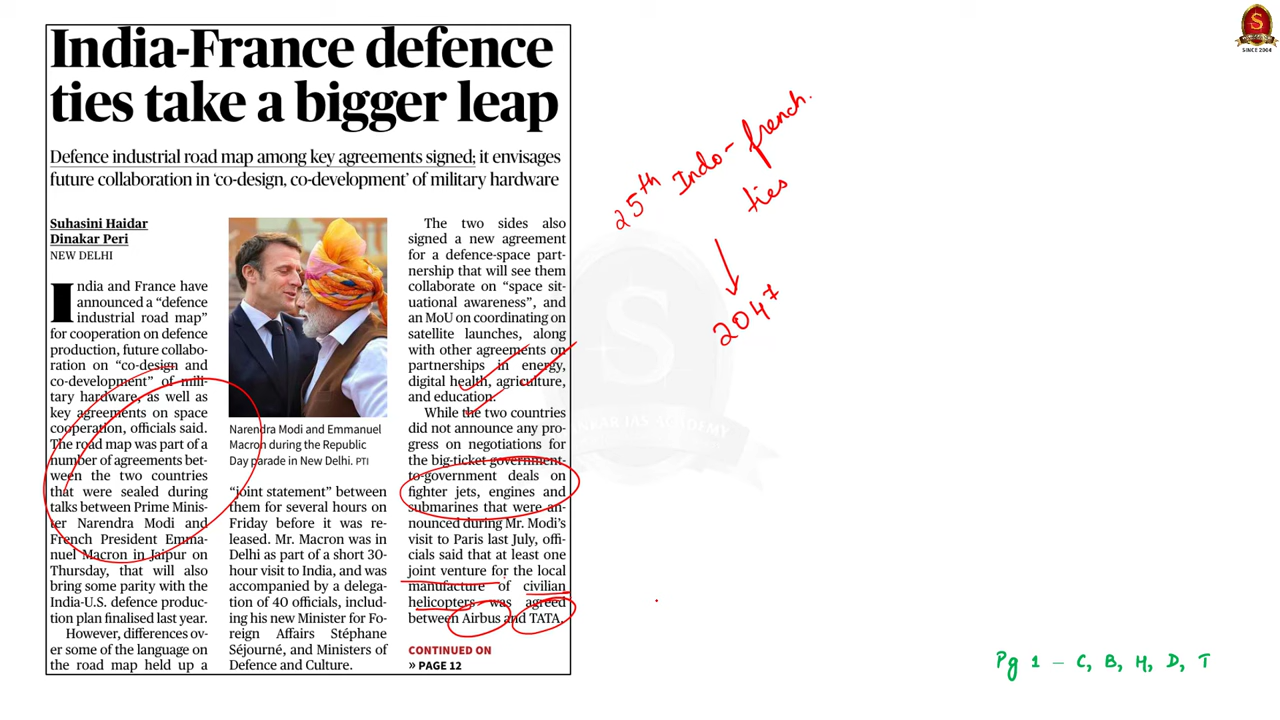 India-France defence
ties take a bigger leap
Defence industrial road map among key agreements signed; it envisages
future collaboration in ‘co-design, co-development’ of military hardware
Suhasini Haidar
Dinakar Peri
NEW DELHI
India and France have
announced a “defence
industrial road map”
for cooperation on defence
production, future collabo-
ration on “co-design and
co-development” of mili-
tary hardware, as well as
key agreements on space
cooperation, officials said.
The road map was part of a
number of agreements bet-
ween the two countries
that were sealed during
talks between Prime Minis-
ter Narendra Modi and
French President Emma-
nuel Macron in Jaipur on
Thursday, that will also
bring some parity with the
India-U.S. defence produc-
tion plan finalised last year.
However, differences ov-
er some of the language on
the road map held up a
Narendra Modi and Emmanuel
Macron during the Republic
Day parade in New Delhi. PTI
“joint statement” between
them for several hours on
Friday before it was re-
leased. Mr. Macron was in
Delhi as part of a short 30-
hour visit to India, and was
accompanied by a delega-
tion of 40 officials, includ-
ing his new Minister for Fo-
reign Affairs Stéphane
Séjourné, and Ministers of
Defence and Culture.
The two sides also
signed a new agreement
for a defence-space part-
nership that will see them
collaborate on “space sit-
uational awareness”, and
an MoU on coordinating on
satellite launches, along
with other agreements on
partnerships in energy,
digital health, agriculture,
and education.
While the two countries
did not announce any pro-
gress on negotiations for
the big-ticket government-
to-government deals on
fighter jets, engines and
submarines that were an-
nounced during Mr. Modi’s
visit to Paris last July, offi-
cials said that at least one
joint venture for the local
manufacture of civilian
helicopters was agreed
between Airbus and TATA.
CONTINUED ON
» PAGE 12
25th Indo-french
ties
2047
S
SINCE 2004
Pg 1 – C, B, H, D, T